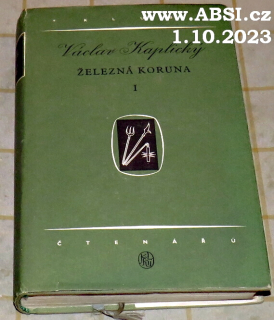 www.ABSI.cz
1.10.2023
Václav Kaplický
ŽELEZNÁ KORUNA
I
ČTENÁŘŮ